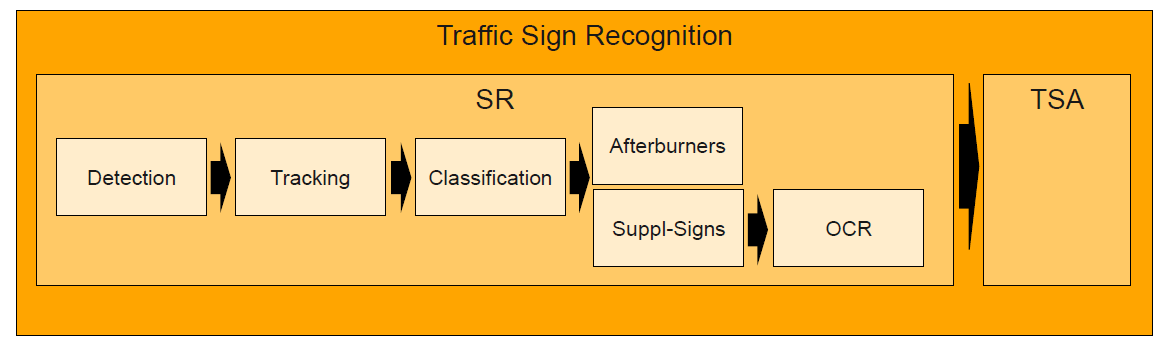 Traffic Sign Recognition
SR
TSA
Detection
Tracking
Classification
Afterburners
Suppl-Signs
OCR